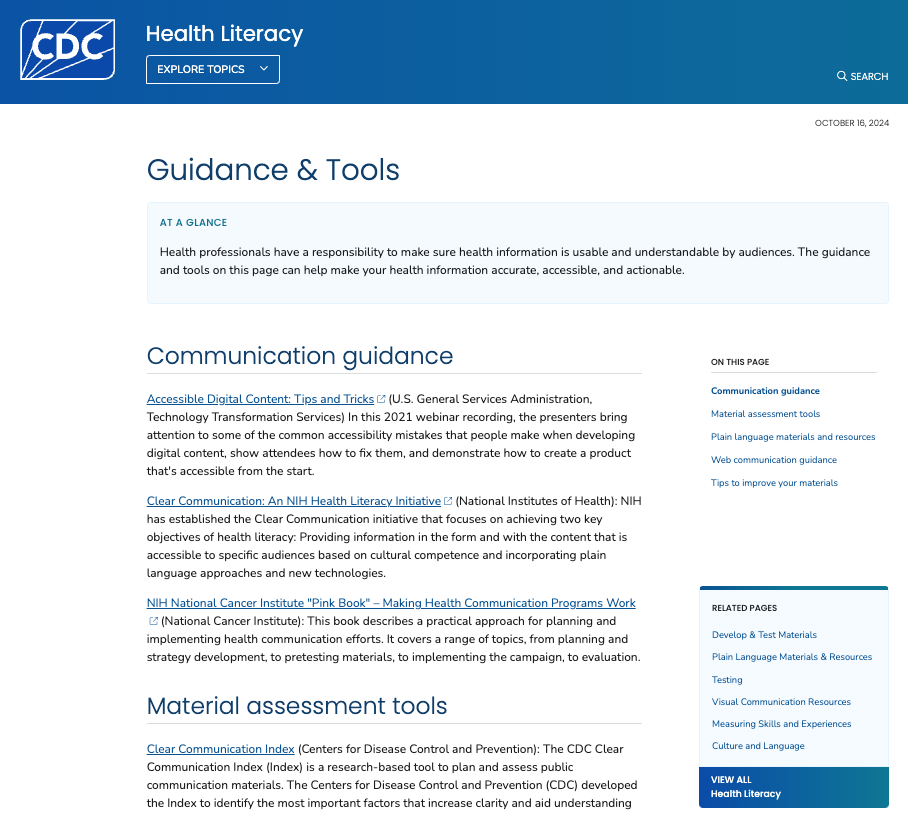 CDC
Health Literacy
EXPLORE TOPICS
SEARCH
OCTOBER 16, 2024
Guidance & Tools
AT A GLANCE
Health professionals have a responsibility to make sure health information is usable and understandable by audiences. The guidance
and tools on this page can help make your health information accurate, accessible, and actionable.
Communication guidance
Accessible Digital Content: Tips and Tricks (U.S. General Services Administration,
Technology Transformation Services) In this 2021 webinar recording, the presenters bring
attention to some of the common accessibility mistakes that people make when developing
digital content, show attendees how to fix them, and demonstrate how to create a product
that's accessible from the start.
Clear Communication: An NIH Health Literacy Initiative (National Institutes of Health): NIH
has established the Clear Communication initiative that focuses on achieving two key
objectives of health literacy: Providing information in the form and with the content that is
accessible to specific audiences based on cultural competence and incorporating plain
language approaches and new technologies.
NIH National Cancer Institute "Pink Book" – Making Health Communication Programs Work
(National Cancer Institute): This book describes a practical approach for planning and
implementing health communication efforts. It covers a range of topics, from planning and
strategy development, to pretesting materials, to implementing the campaign, to evaluation.
Material assessment tools
Clear Communication Index (Centers for Disease Control and Prevention): The CDC Clear
Communication Index (Index) is a research-based tool to plan and assess public
communication materials. The Centers for Disease Control and Prevention (CDC) developed
the Index to identify the most important factors that increase clarity and aid understanding
ON THIS PAGE
Communication guidance
Material assessment tools
Plain language materials and resources
Web communication guidance
Tips to improve your materials
RELATED PAGES
Develop & Test Materials
Plain Language Materials & Resources
Testing
Visual Communication Resources
Measuring Skills and Experiences
Culture and Language
VIEW ALL
Health Literacy